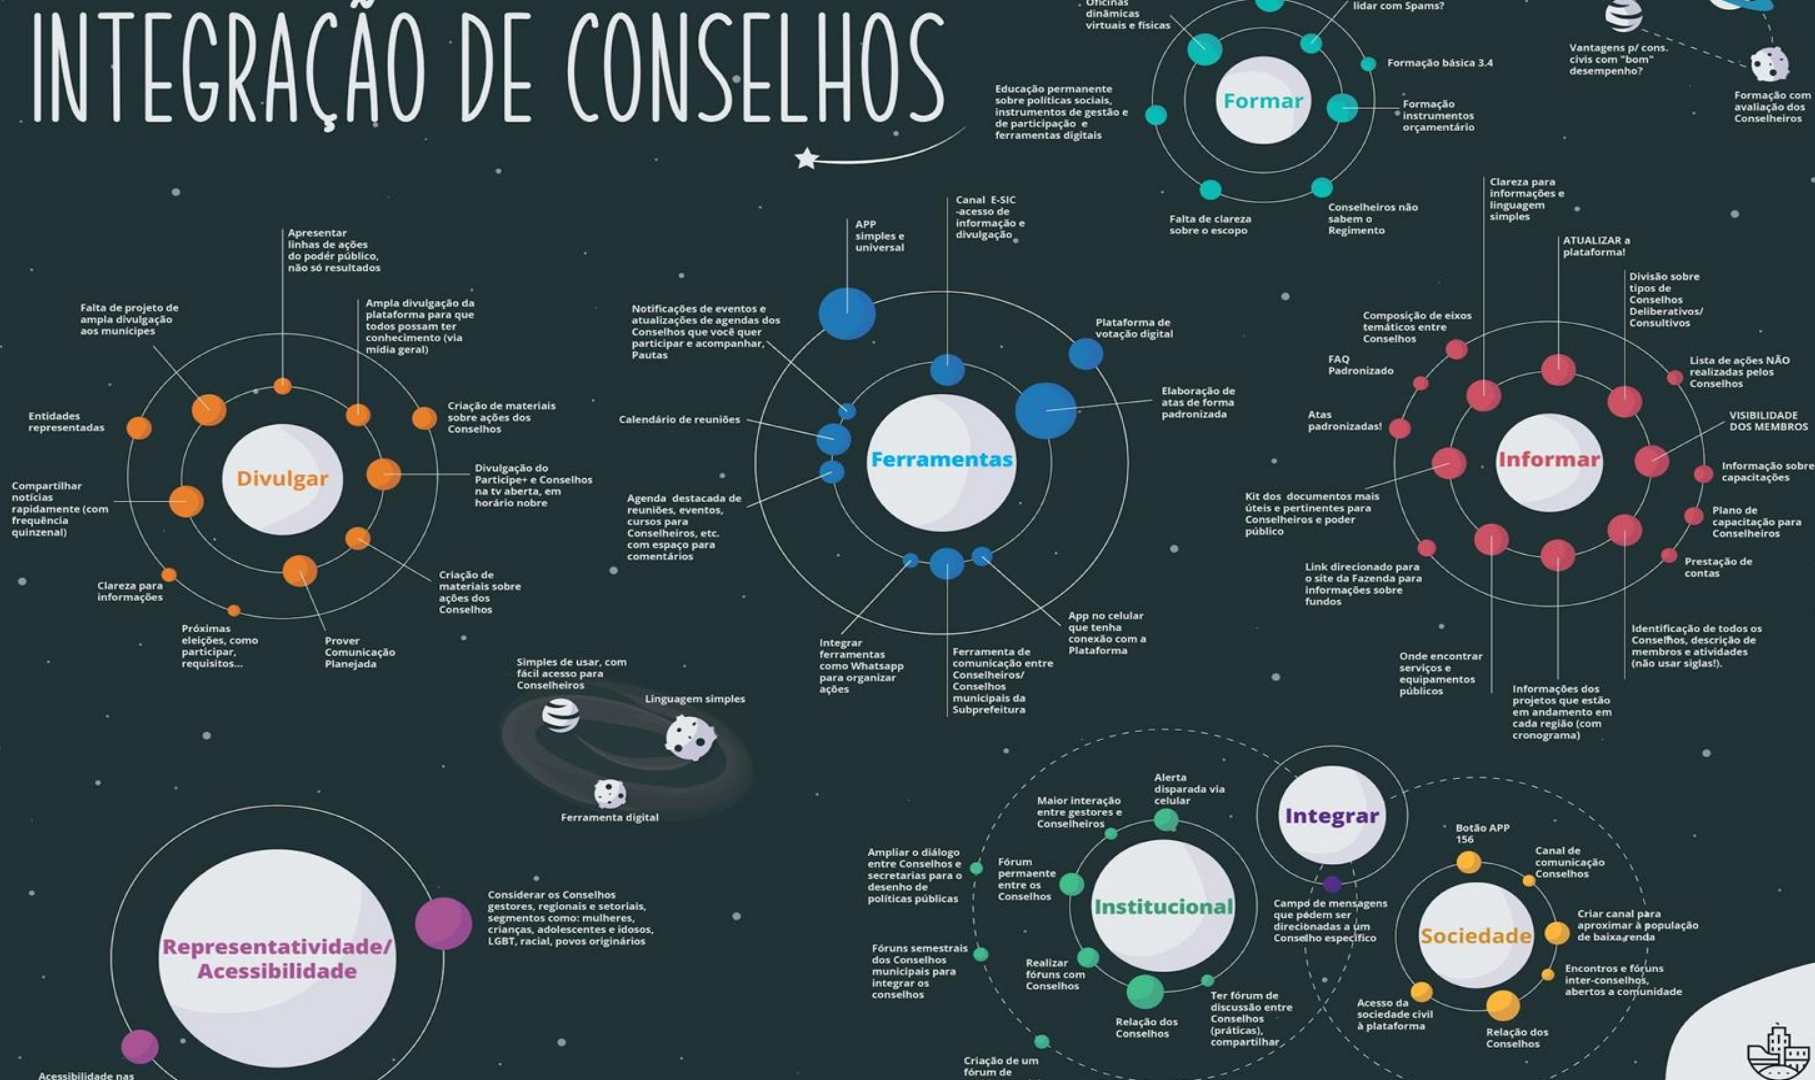 INTEGRAÇÃO DE CONSELHOS
Oficinas
dinâmicas
virtuais e físicas
lidar com Spams?
Formação básica 3.4
Formar
Formação
instrumentos
orçamentário
Educação permanente
sobre políticas sociais,
instrumentos de gestão e
de participação e
ferramentas digitais
Falta de clareza
sobre o escopo
Conselheiros não
sabem o
Regimento
Vantagens p/ cons.
civis com "bom"
desempenho?
Formação com
avaliação dos
Conselheiros
Apresentar
linhas de ações
do poder público,
não só resultados
Falta de projeto de
ampla divulgação
aos munícipes
Ampla divulgação da
plataforma para que
todos possam ter
conhecimento (via
mídia geral)
Entidades
representadas
Criação de materiais
sobre ações dos
Conselhos
Divulgar
Divulgação do
Participe+ e Conselhos
na tv aberta, em
horário nobre
Compartilhar
notícias
rapidamente (com
frequência
quinzenal)
Clareza para
informações
Criação de
materiais sobre
ações dos
Conselhos
Próximas
eleições, como
participar,
requisitos...
Prover
Comunicação
Planejada
APP
simples e
universal
Canal E-SIC
-acesso de
informação e
divulgação
Notificações de eventos e
atualizações de agendas dos
Conselhos que você quer
participar e acompanhar,
Pautas
Plataforma de
votação digital
Elaboração de
atas de forma
padronizada
Calendário de reuniões
Ferramentas
Agenda destacada de
reuniões, eventos,
cursos para
Conselheiros, etc.
com espaço para
comentários
Integrar
ferramentas
como Whatsapp
para organizar
ações
Ferramenta de
comunicação entre
Conselheiros/
Conselhos
municipais da
Subprefeitura
App no celular
que tenha
conexão com a
Plataforma
Clareza para
informações e
linguagem
simples
ATUALIZAR a
plataforma!
Divisão sobre
tipos de
Conselhos
Deliberativos/
Consultivos
Composição de eixos
temáticos entre
Conselhos
FAQ
Padronizado
Lista de ações NÃO
realizadas pelos
Conselhos
Atas
padronizadas!
VISIBILIDADE
DOS MEMBROS
Informar
Informação sobre
capacitações
Kit dos documentos mais
úteis e pertinentes para
Conselheiros e poder
público
Plano de
capacitação para
Conselheiros
Link direcionado para
o site da Fazenda para
informações sobre
fundos
Prestação de
contas
Onde encontrar
serviços e
equipamentos
públicos
Informações dos
projetos que estão
em andamento em
cada região (com
cronograma)
Identificação de todos os
Conselhos, descrição de
membros e atividades
(não usar siglas!).
Simples de usar, com
fácil acesso para
Conselheiros
Linguagem simples
Ferramenta digital
Representatividade/
Acessibilidade
Considerar os Conselhos
gestores, regionais e setoriais,
segmentos como: mulheres,
crianças, adolescentes e idosos,
LGBT, racial, povos originários
Acessibilidade nas
Alerta
disparada via
celular
Maior interação
entre gestores e
Conselheiros
Ampliar o diálogo
entre Conselhos e
secretarias para o
desenho de
políticas públicas
Fórum
permaente
entre os
Conselhos
Institucional
Fóruns semestrais
dos Conselhos
municipais para
integrar os
conselhos
Realizar
fóruns com
Conselhos
Relação dos
Conselhos
Ter fórum de
discussão entre
Conselhos
(práticas),
compartilhar
Criação de um
fórum de
Integrar
Campo de mensagens
que podem ser
direcionadas a um
Conselho específico
Botão APP
156
Canal de
comunicação
Conselhos
Criar canal para
aproximar à população
de baixa renda
Sociedade
Encontros e fóruns
inter-conselhos,
abertos a comunidade
Acesso da
sociedade civil
à plataforma
Relação dos
Conselhos